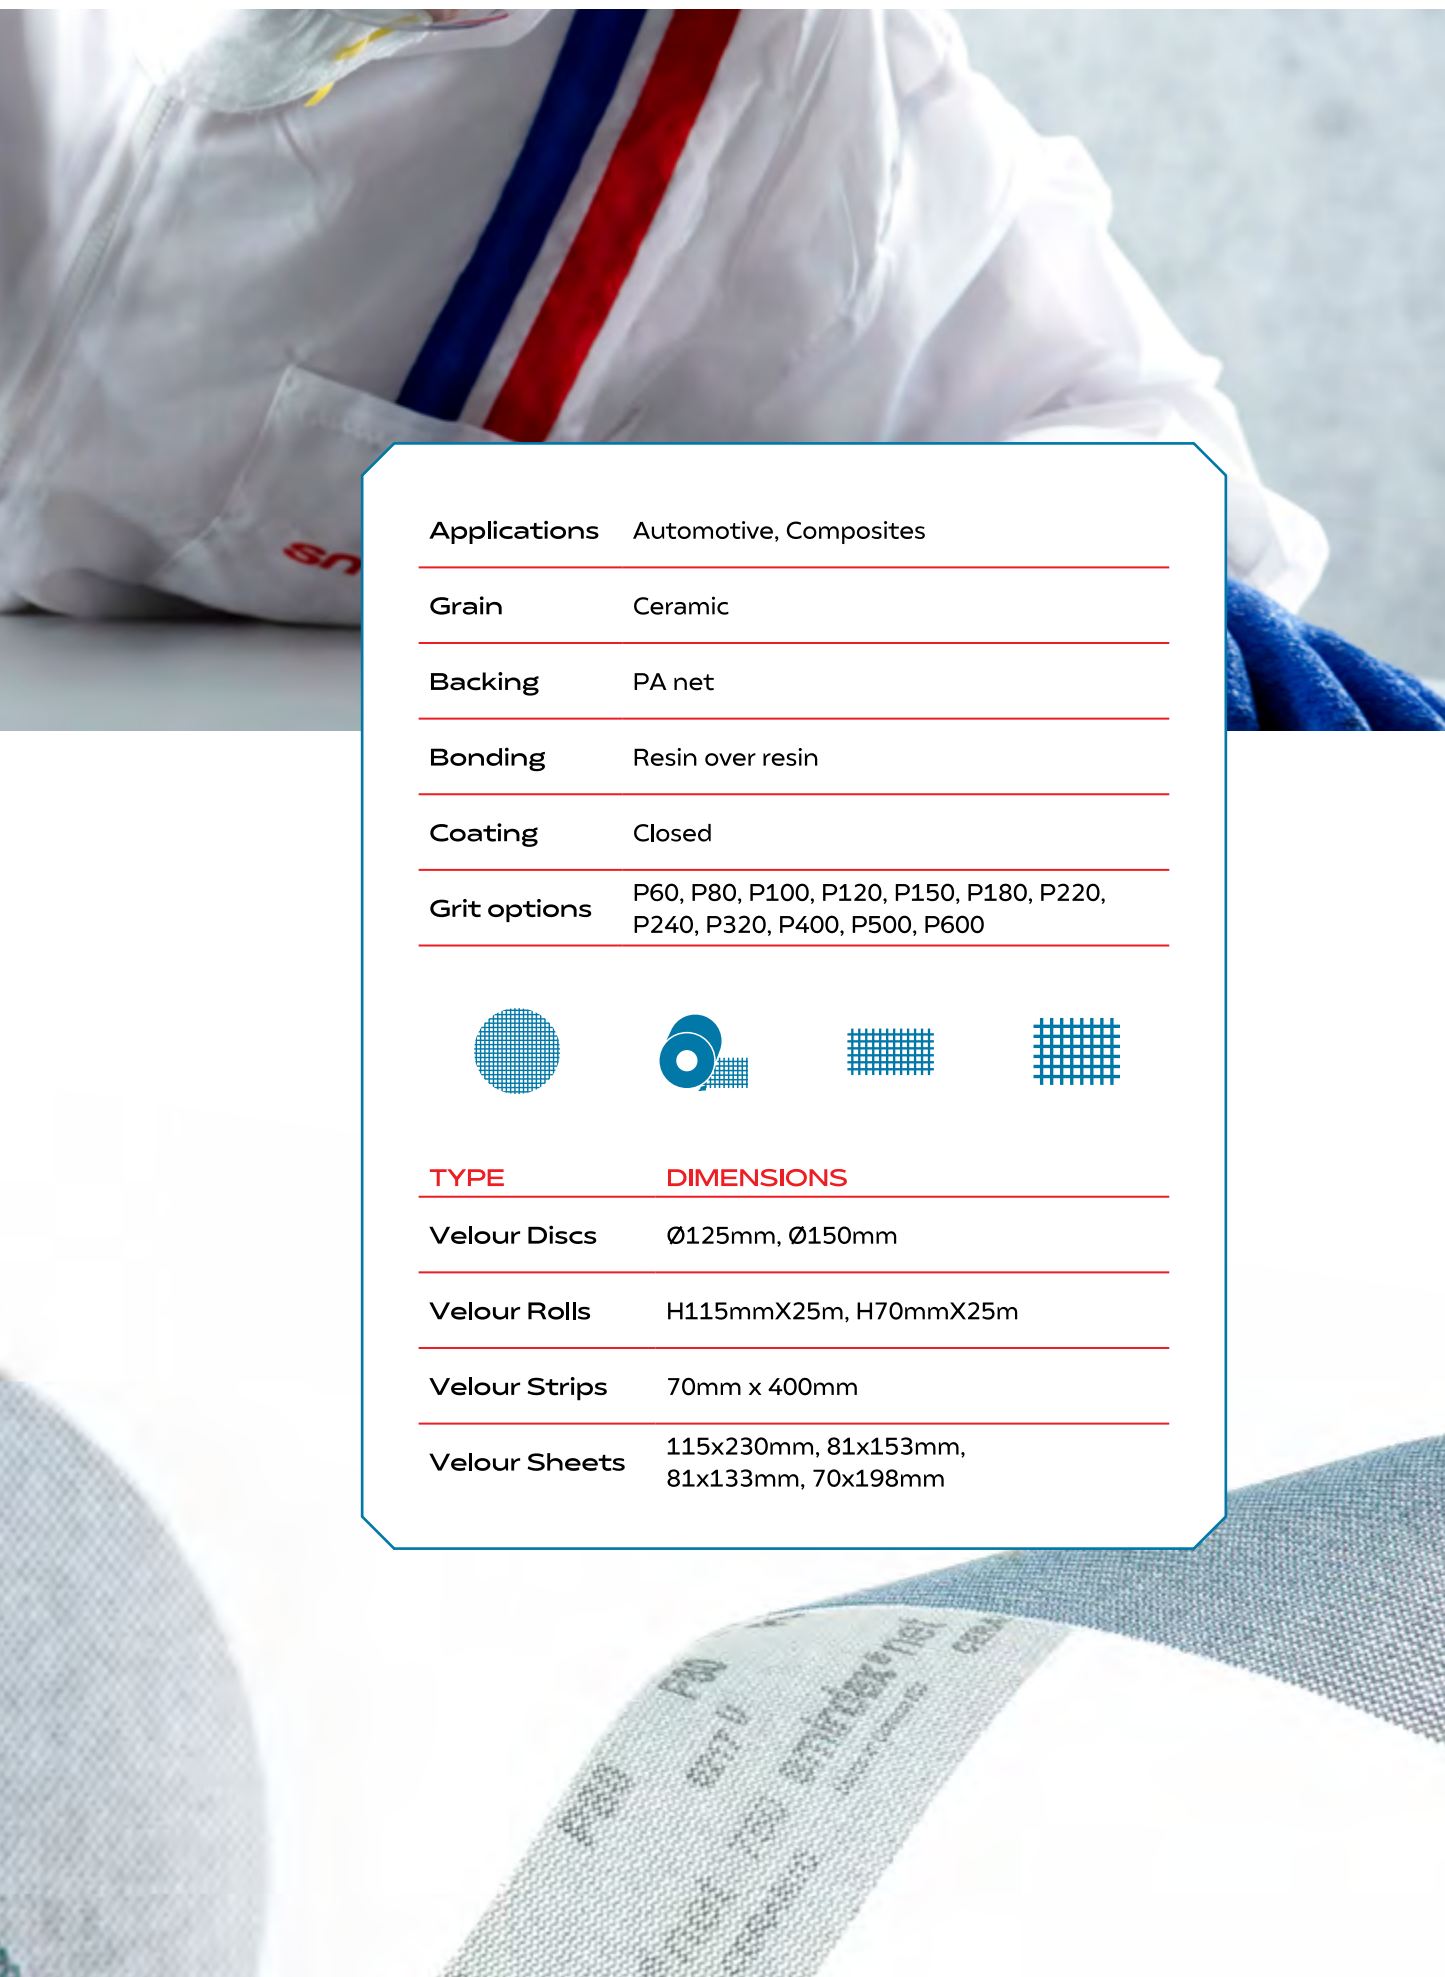 Applications Automotive, Composites
Grain Ceramic
Backing PA net
Bonding Resin over resin
Coating Closed
Grit options P60, P80, P100, P120, P150, P180, P220,
P240, P320, P400, P500, P600
TYPE DIMENSIONS
Velour Discs Ø125mm, Ø150mm
Velour Rolls H115mmX25m, H70mmX25m
Velour Strips 70mm x 400mm
Velour Sheets 115x230mm, 81x153mm,
81x133mm, 70x198mm
P80
net